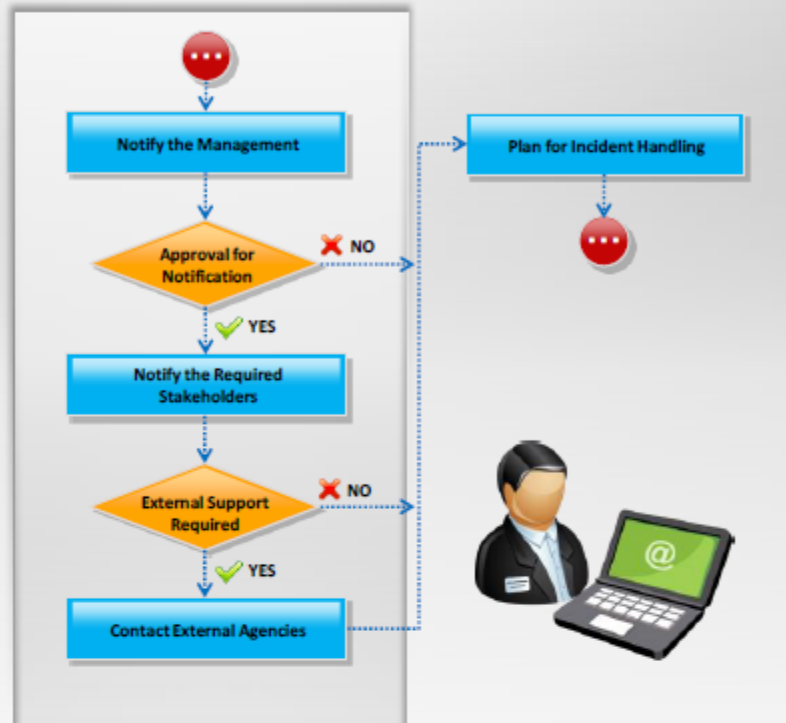 Notify the Management
Plan for Incident Handling
Approval for
Notification
NO
YES
Notify the Required
Stakeholders
External Support
Required
NO
YES
Contact External Agencies
@